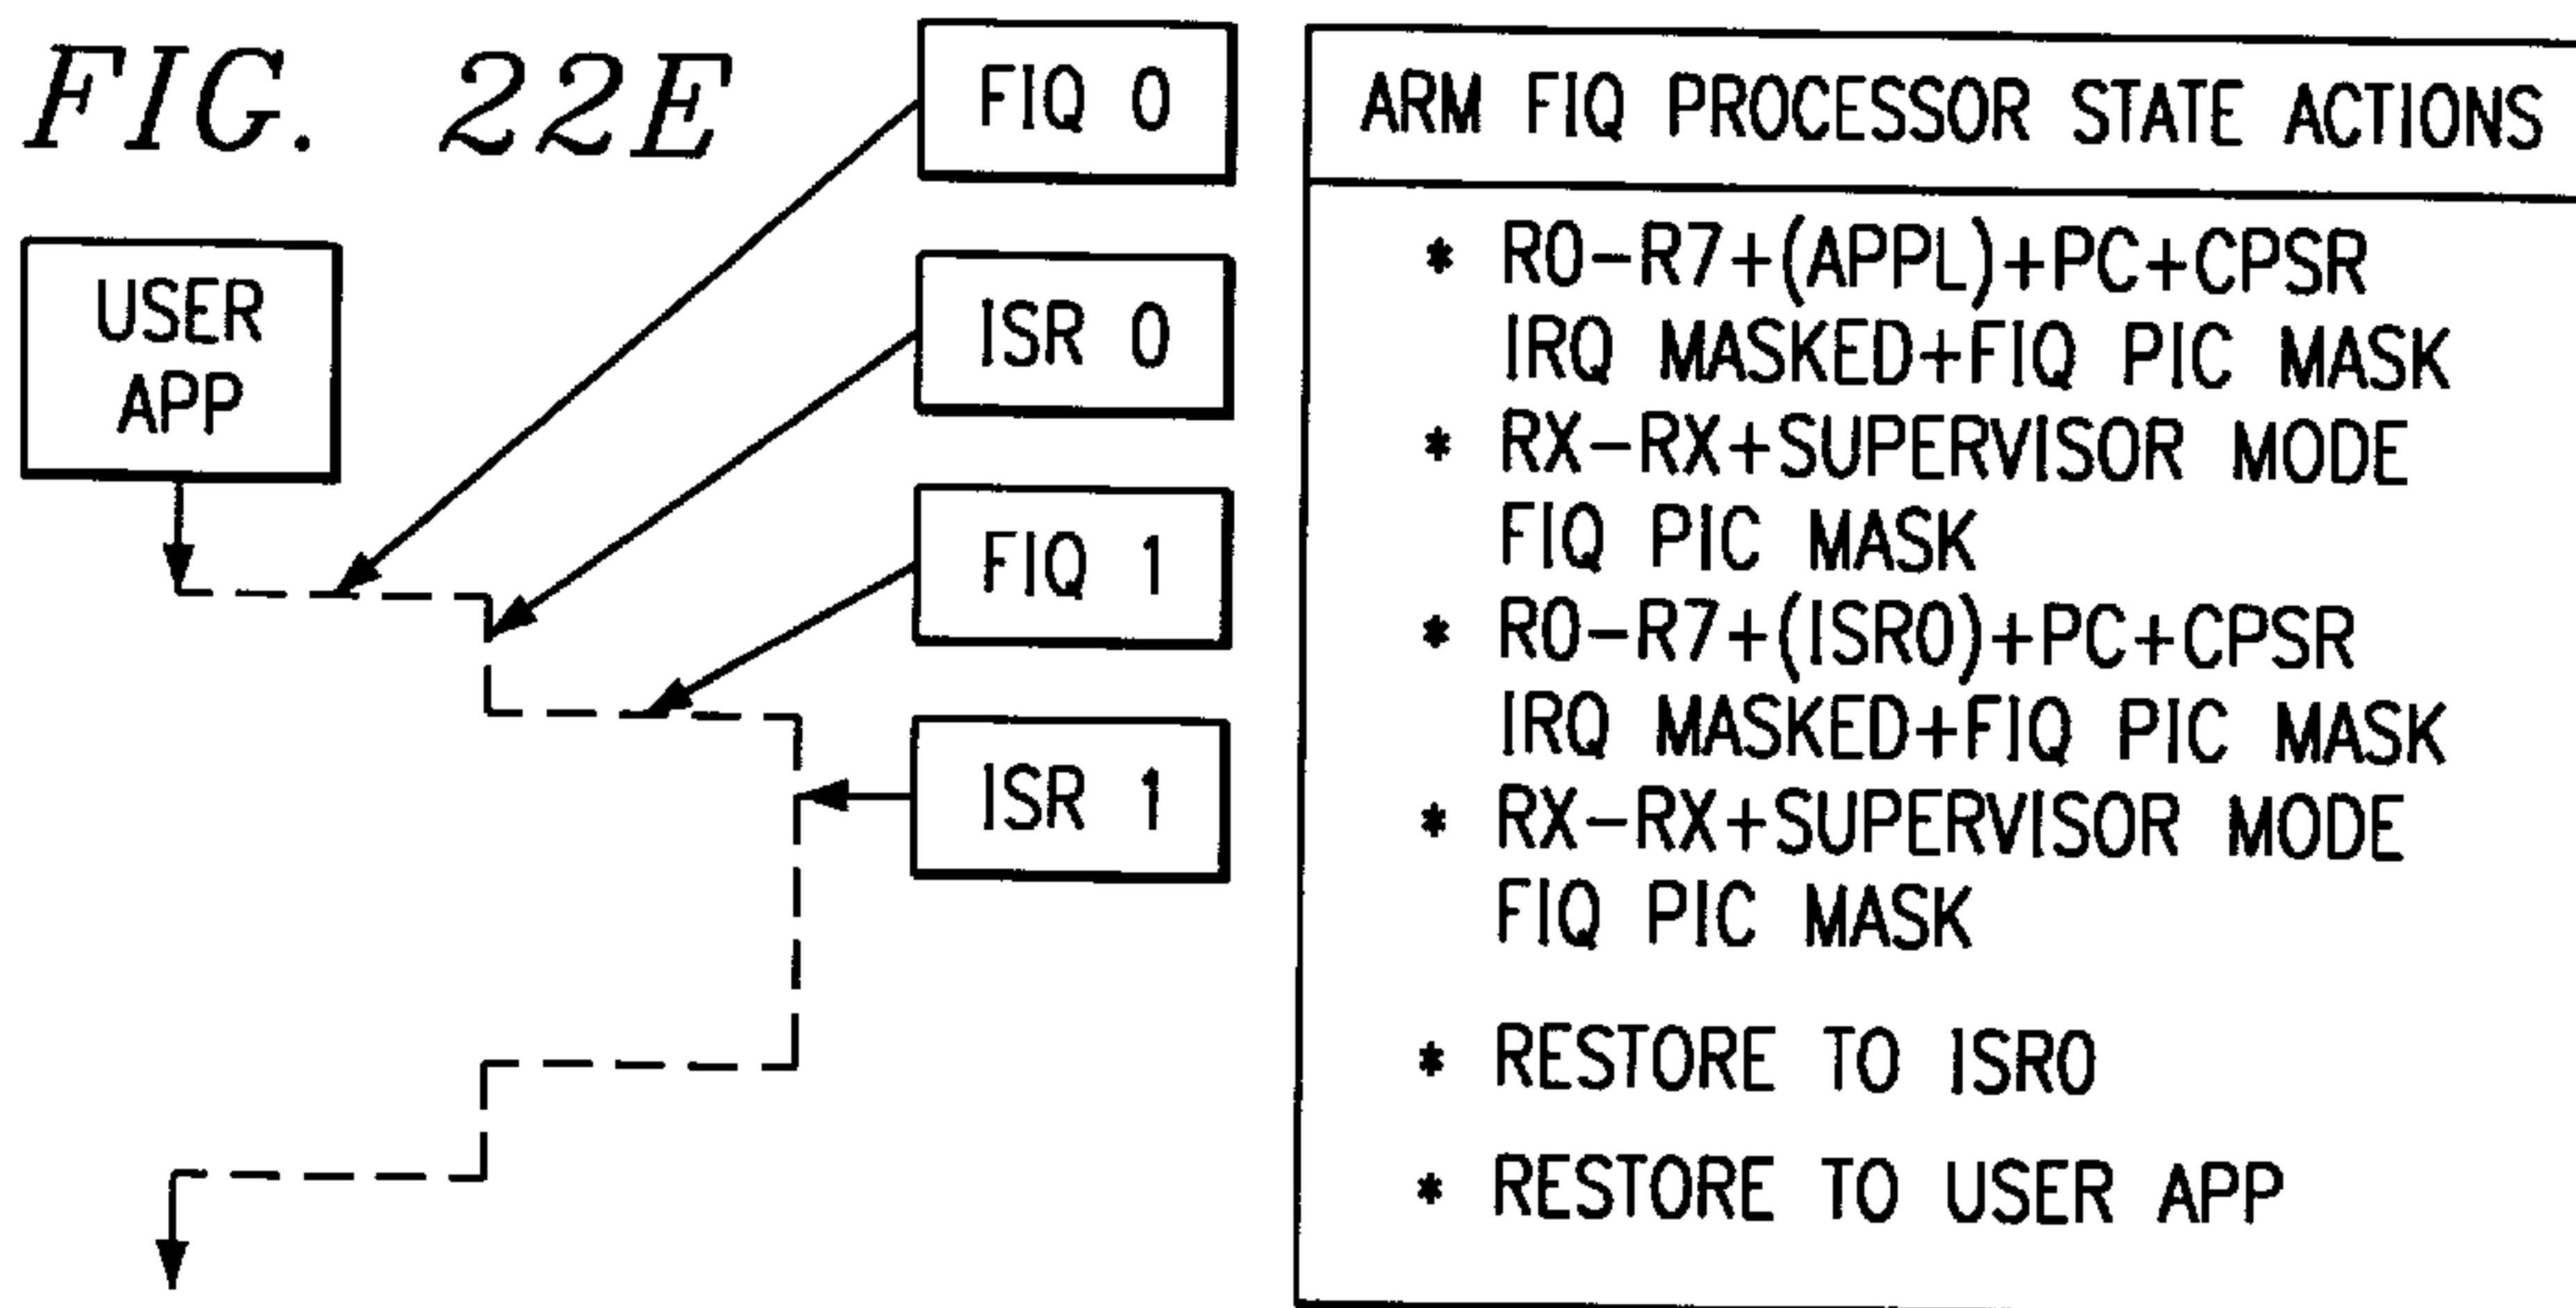 FIG. 22E
USER
APP
FIQ 0
ISR 0
FIQ 1
ISR 1
ARM FIQ PROCESSOR STATE ACTIONS
* R0-R7+(APPL)+PC+CPSR
IRQ MASKED+FIQ PIC MASK
* RX-RX+SUPERVISOR MODE
FIQ PIC MASK
* R0-R7+(ISR0)+PC+CPSR
IRQ MASKED+FIQ PIC MASK
* RX-RX+SUPERVISOR MODE
FIQ PIC MASK
* RESTORE TO ISR0
* RESTORE TO USER APP